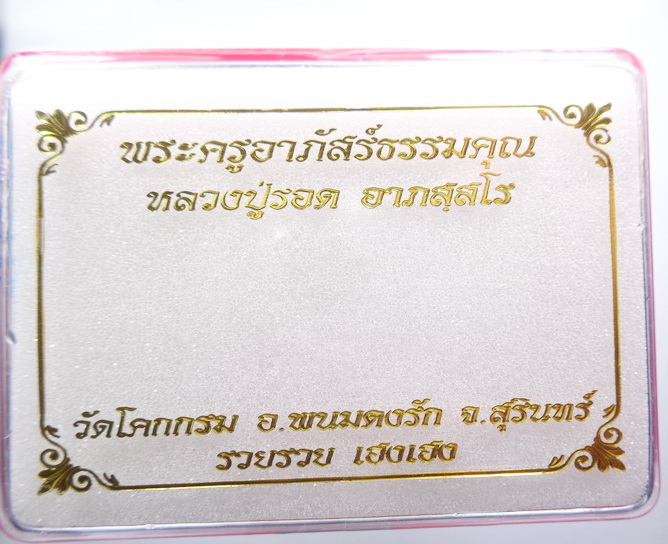 พระครูอาภัสร์ธรรมคุณ
หลวงปู่รอด อาภสฺสโร
วัดโคกกรม อ.พนมดงรัก จ.สุรินทร์
รวยรวย เฮงเฮง